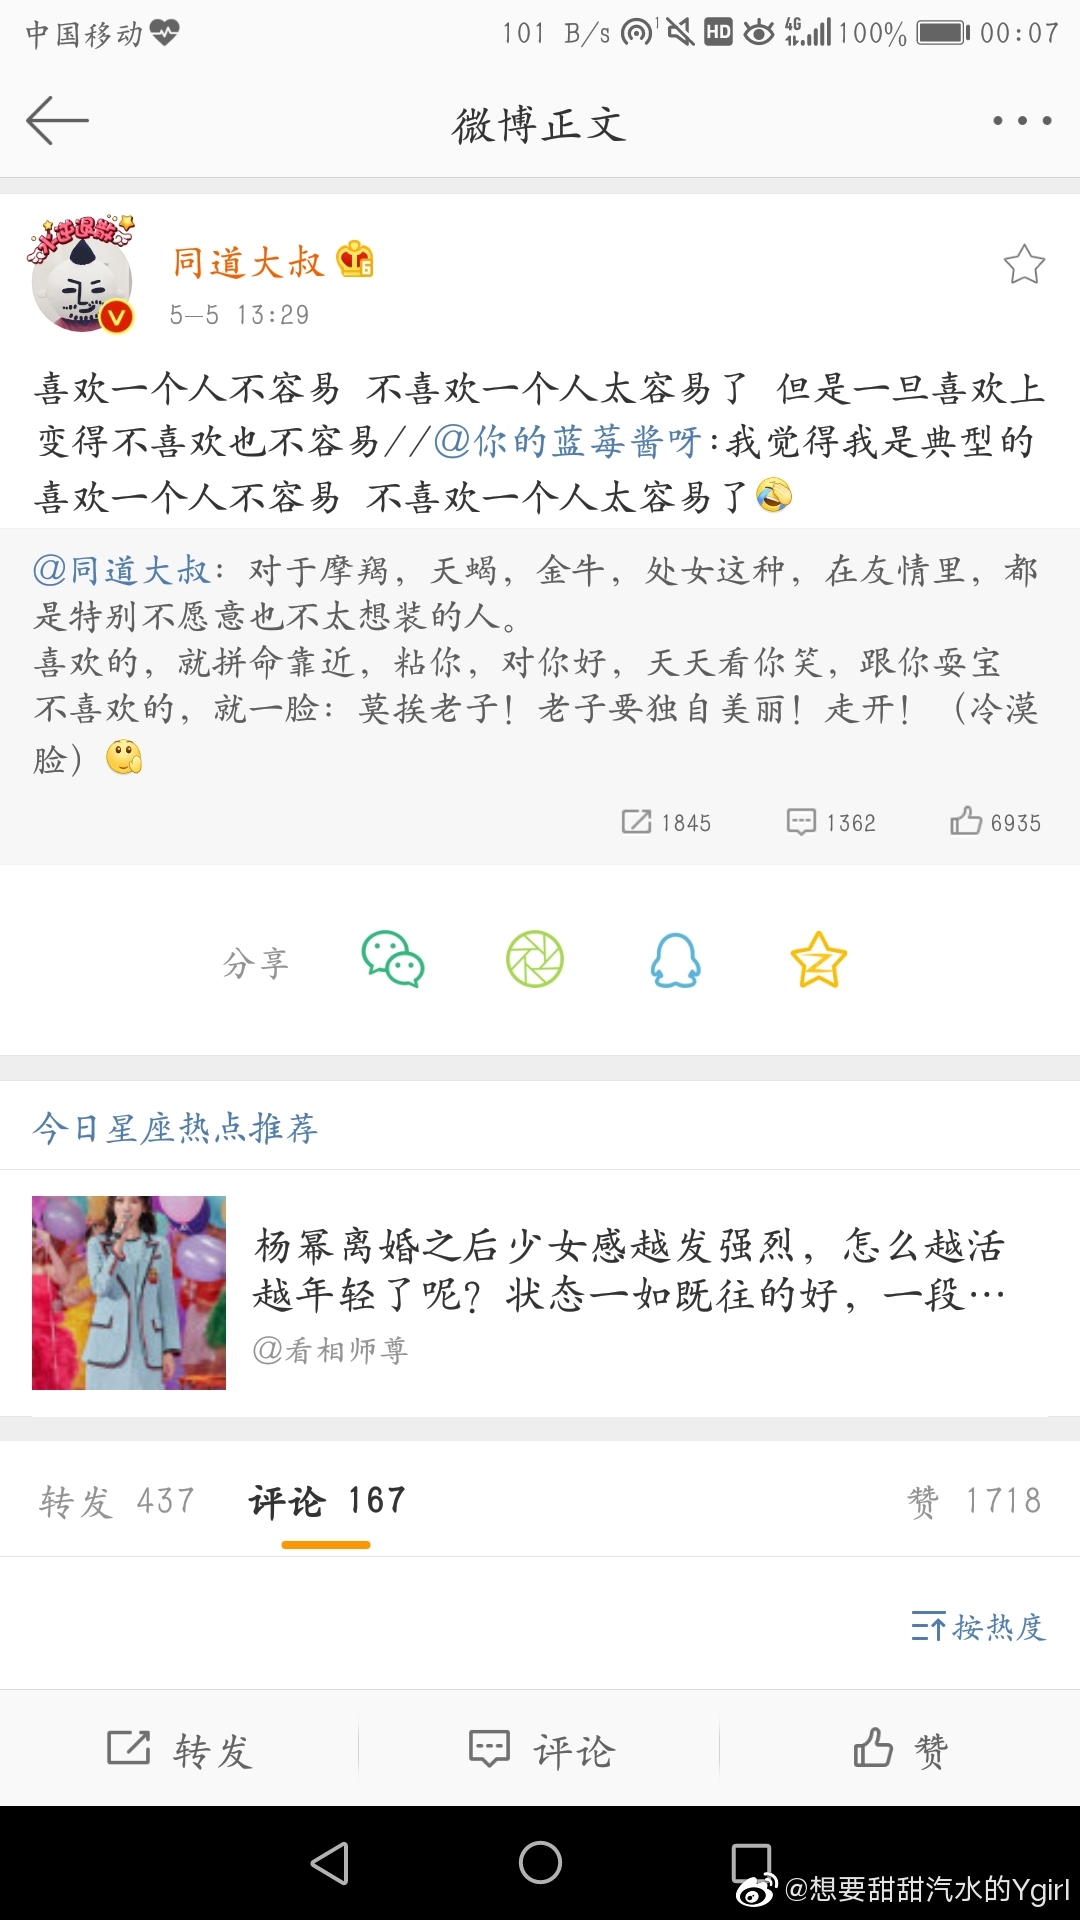 中国移动 101 B/s 1 HD 4G 100% 00:07
微博正文
水逆退散
同道大叔 6
5-5 13:29
喜欢一个人不容易 不喜欢一个人太容易了 但是一旦喜欢上
变得不喜欢也不容易//@你的蓝莓酱呀:我觉得我是典型的
喜欢一个人不容易 不喜欢一个人太容易了
@同道大叔：对于摩羯，天蝎，金牛，处女这种，在友情里，都
是特别不愿意也不太想装的人。
喜欢的，就拼命靠近，粘你，对你好，天天看你笑，跟你耍宝
不喜欢的，就一脸：莫挨老子！老子要独自美丽！走开！（冷漠
脸）
1845 1362 6935
分享
今日星座热点推荐
杨幂离婚之后少女感越发强烈，怎么越活
越年轻了呢？状态一如既往的好，一段…
@看相师尊
转发 437 评论 167 赞 1718
按热度
转发 评论 赞
@想要甜甜汽水的Ygirl